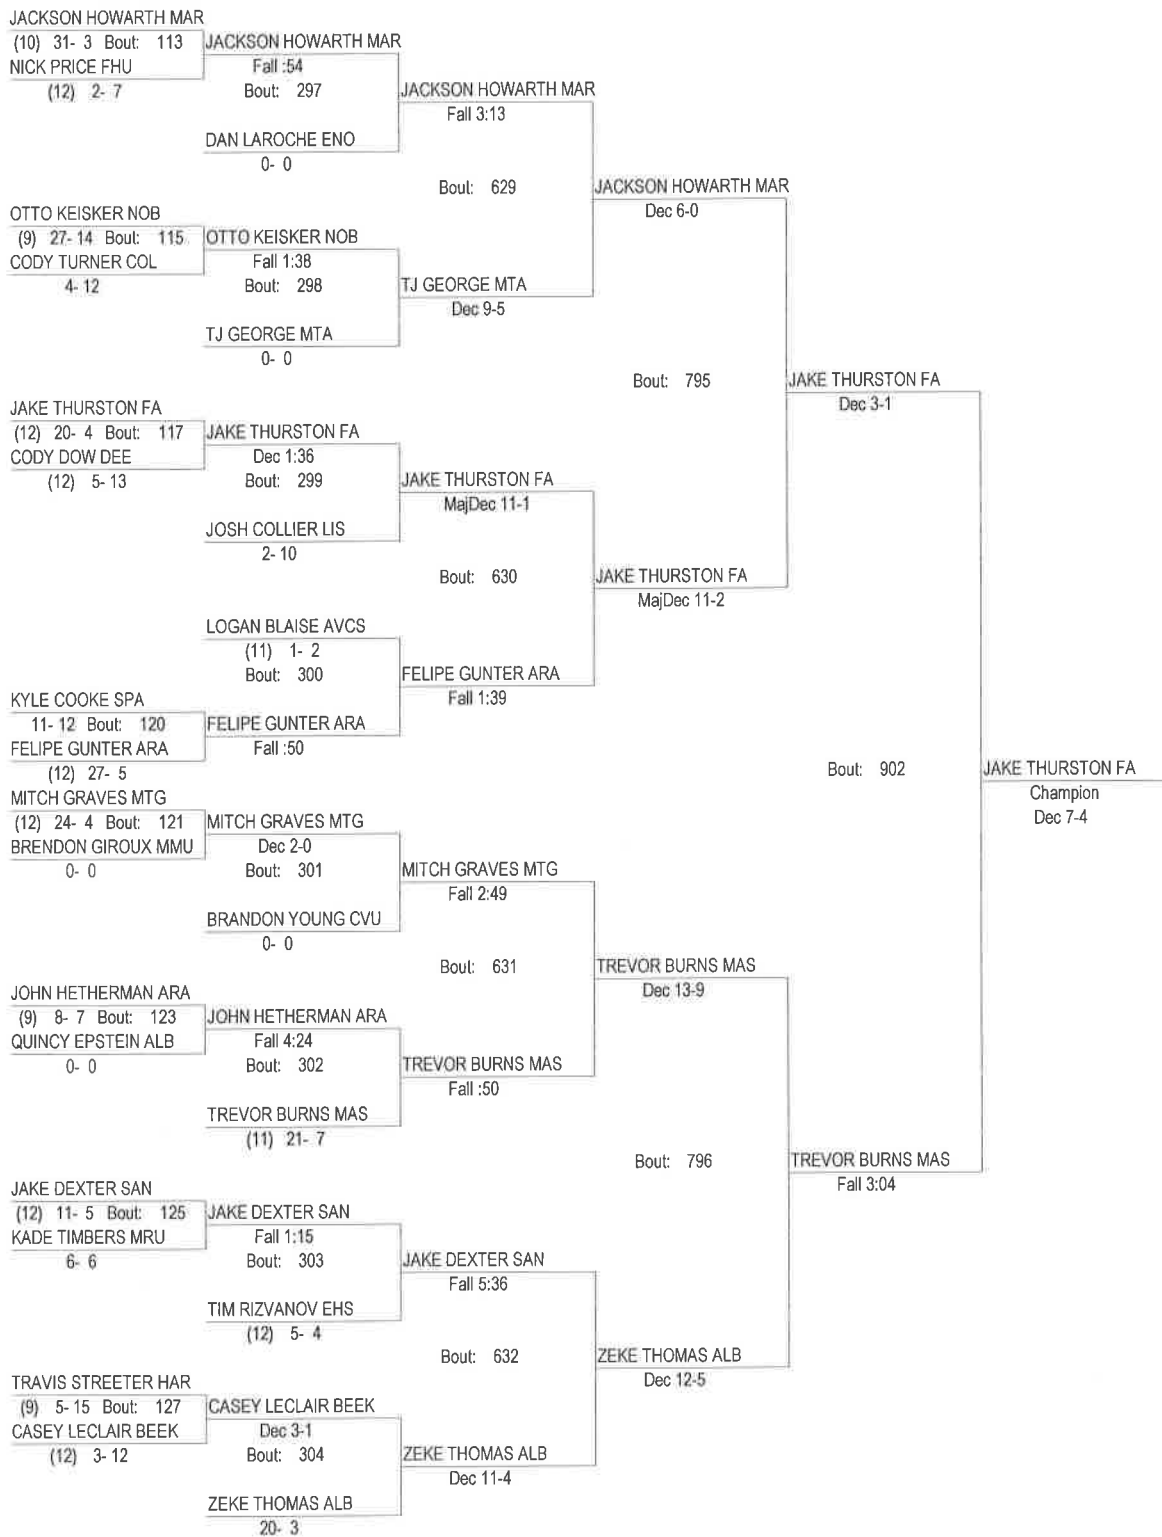 JACKSON HOWARTH MAR
(10) 31- 3 Bout: 113
NICK PRICE FHU
(12) 2- 7
JACKSON HOWARTH MAR
Fall :54
Bout: 297
DAN LAROCHE ENO
0- 0
JACKSON HOWARTH MAR
Fall 3:13
Bout: 629
JACKSON HOWARTH MAR
Dec 6-0
OTTO KEISKER NOB
(9) 27- 14 Bout: 115
CODY TURNER COL
4- 12
OTTO KEISKER NOB
Fall 1:38
Bout: 298
TJ GEORGE MTA
0- 0
TJ GEORGE MTA
Dec 9-5
Bout: 795
JAKE THURSTON FA
Dec 3-1
JAKE THURSTON FA
(12) 20- 4 Bout: 117
CODY DOW DEE
(12) 5- 13
JAKE THURSTON FA
Dec 1:36
Bout: 299
JOSH COLLIER LIS
2- 10
JAKE THURSTON FA
MajDec 11-1
Bout: 630
JAKE THURSTON FA
MajDec 11-2
LOGAN BLAISE AVCS
(11) 1- 2
Bout: 300
FELIPE GUNTER ARA
Fall 1:39
KYLE COOKE SPA
11- 12 Bout: 120
FELIPE GUNTER ARA
(12) 27- 5
FELIPE GUNTER ARA
Fall :50
Bout: 902
JAKE THURSTON FA
Champion
Dec 7-4
MITCH GRAVES MTG
(12) 24- 4 Bout: 121
BRENDON GIROUX MMU
0- 0
MITCH GRAVES MTG
Dec 2-0
Bout: 301
BRANDON YOUNG CVU
0- 0
MITCH GRAVES MTG
Fall 2:49
Bout: 631
TREVOR BURNS MAS
Dec 13-9
JOHN HETHERMAN ARA
(9) 8- 7 Bout: 123
QUINCY EPSTEIN ALB
0- 0
JOHN HETHERMAN ARA
Fall 4:24
Bout: 302
TREVOR BURNS MAS
(11) 21- 7
TREVOR BURNS MAS
Fall :50
Bout: 796
TREVOR BURNS MAS
Fall 3:04
JAKE DEXTER SAN
(12) 11- 5 Bout: 125
KADE TIMBERS MRU
6- 6
JAKE DEXTER SAN
Fall 1:15
Bout: 303
TIM RIZVANOV EHS
(12) 5- 4
JAKE DEXTER SAN
Fall 5:36
Bout: 632
ZEKE THOMAS ALB
Dec 12-5
TRAVIS STREETER HAR
(9) 5- 15 Bout: 127
CASEY LECLAIR BEEK
(12) 3- 12
CASEY LECLAIR BEEK
Dec 3-1
Bout: 304
ZEKE THOMAS ALB
20- 3
ZEKE THOMAS ALB
Dec 11-4